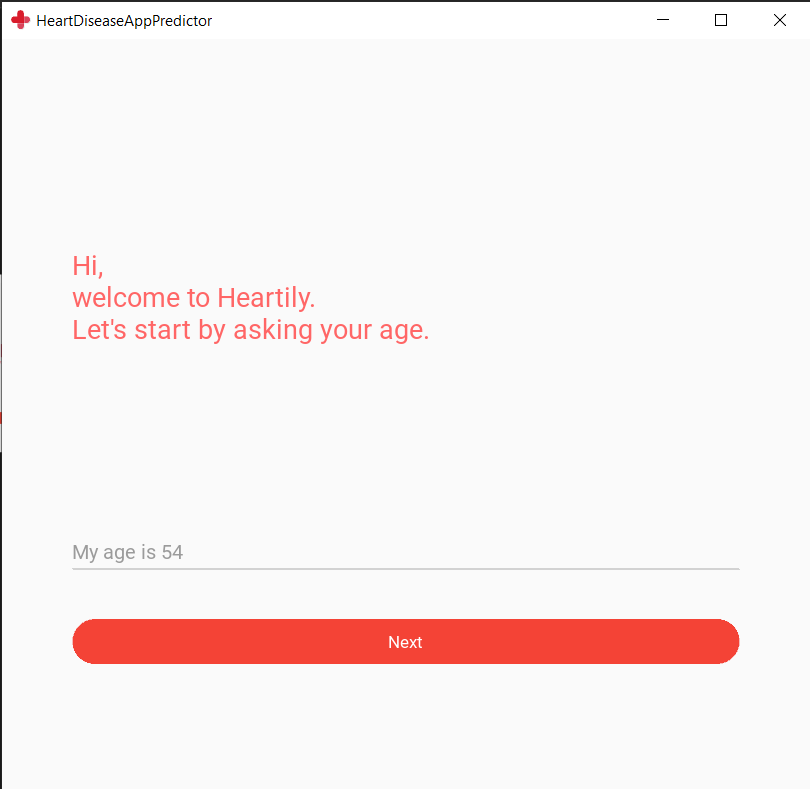 HeartDiseaseAppPredictor
Hi,
welcome to Heartily.
Let's start by asking your age.
My age is 54
Next